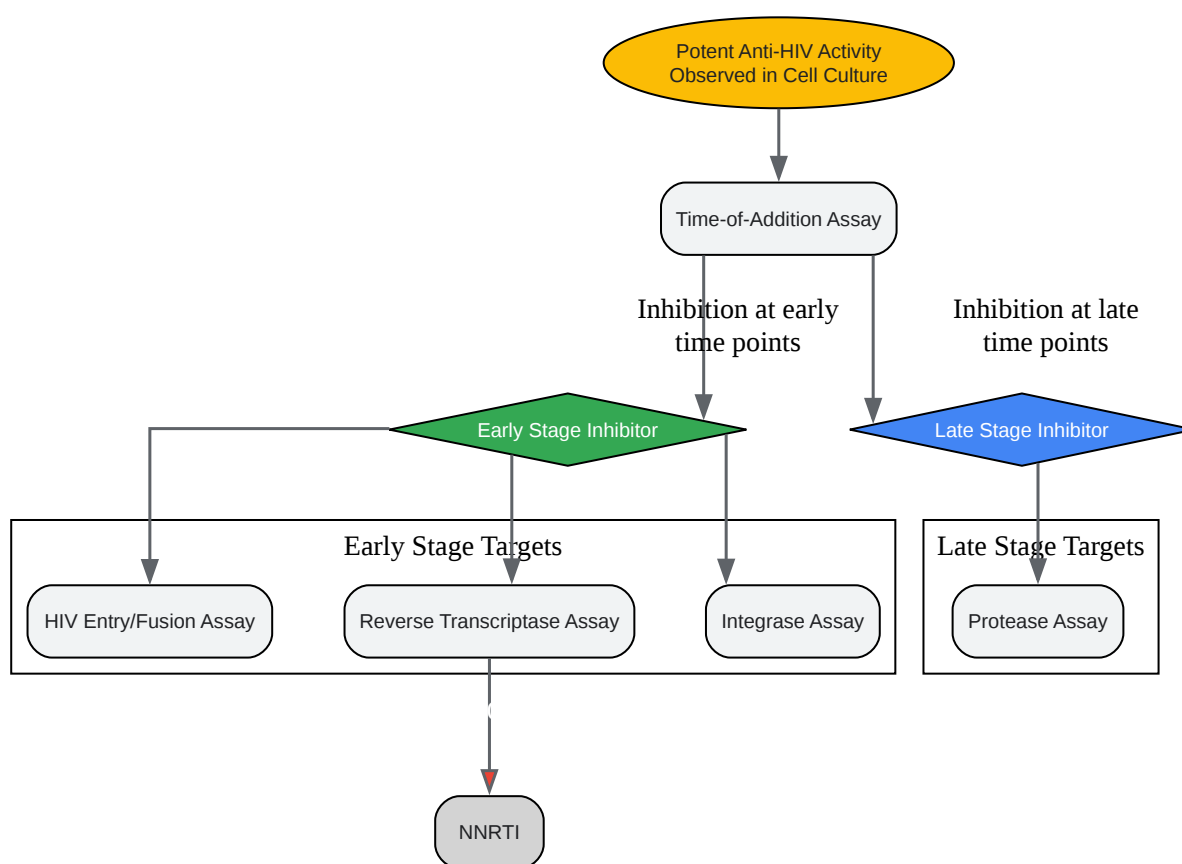 Potent Anti-HIV Activity
Observed in Cell Culture
Time-of-Addition Assay
Inhibition at early
time points
Inhibition at late
time points
Early Stage Inhibitor
Late Stage Inhibitor
Early Stage Targets
Late Stage Targets
HIV Entry/Fusion Assay
Reverse Transcriptase Assay
Integrase Assay
Protease Assay
NNRTI